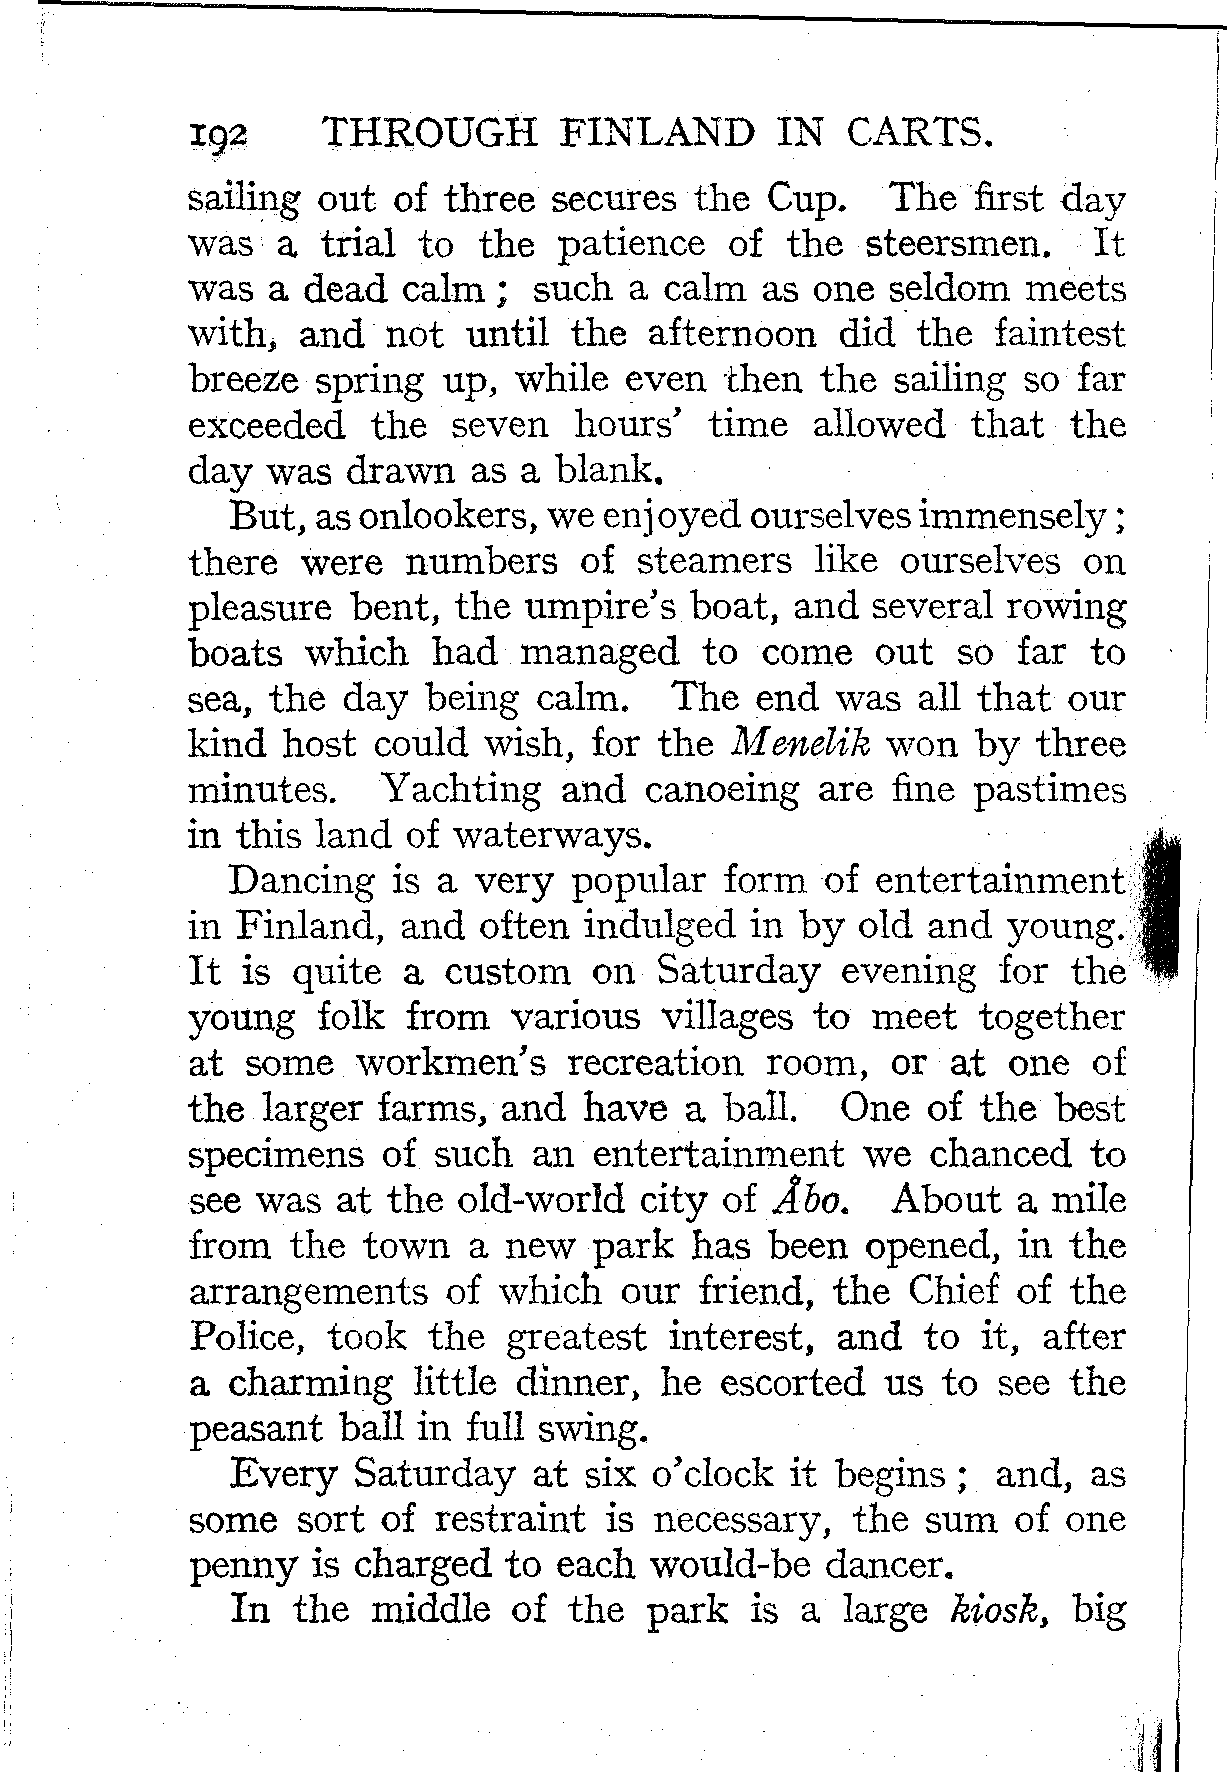 192 THROUGH FINLAND IN CARTS.
sailing out of three secures the Cup. The first day
was a trial to the patience of the steersmen. It
was a dead calm ; such a calm as one seldom meets
with, and not until the afternoon did the faintest
breeze spring up, while even then the sailing so far
exceeded the seven hours' time allowed that the
day was drawn as a blank.
But, as onlookers, we enjoyed ourselves immensely ;
there were numbers of steamers like ourselves on
pleasure bent, the umpire's boat, and several rowing
boats which had managed to come out so far to
sea, the day being calm. The end was all that our
kind host could wish, for the Menelik won by three
minutes. Yachting and canoeing are fine pastimes
in this land of waterways.
Dancing is a very popular form of entertainment
in Finland, and often indulged in by old and young.
It is quite a custom on Saturday evening for the
young folk from various villages to meet together
at some workmen's recreation room, or at one of
the larger farms, and have a ball. One of the best
specimens of such an entertainment we chanced to
see was at the old-world city of Åbo. About a mile
from the town a new park has been opened, in the
arrangements of which our friend, the Chief of the
Police, took the greatest interest, and to it, after
a charming little dinner, he escorted us to see the
peasant ball in full swing.
Every Saturday at six o'clock it begins ; and, as
some sort of restraint is necessary, the sum of one
penny is charged to each would-be dancer.
In the middle of the park is a large kiosk, big